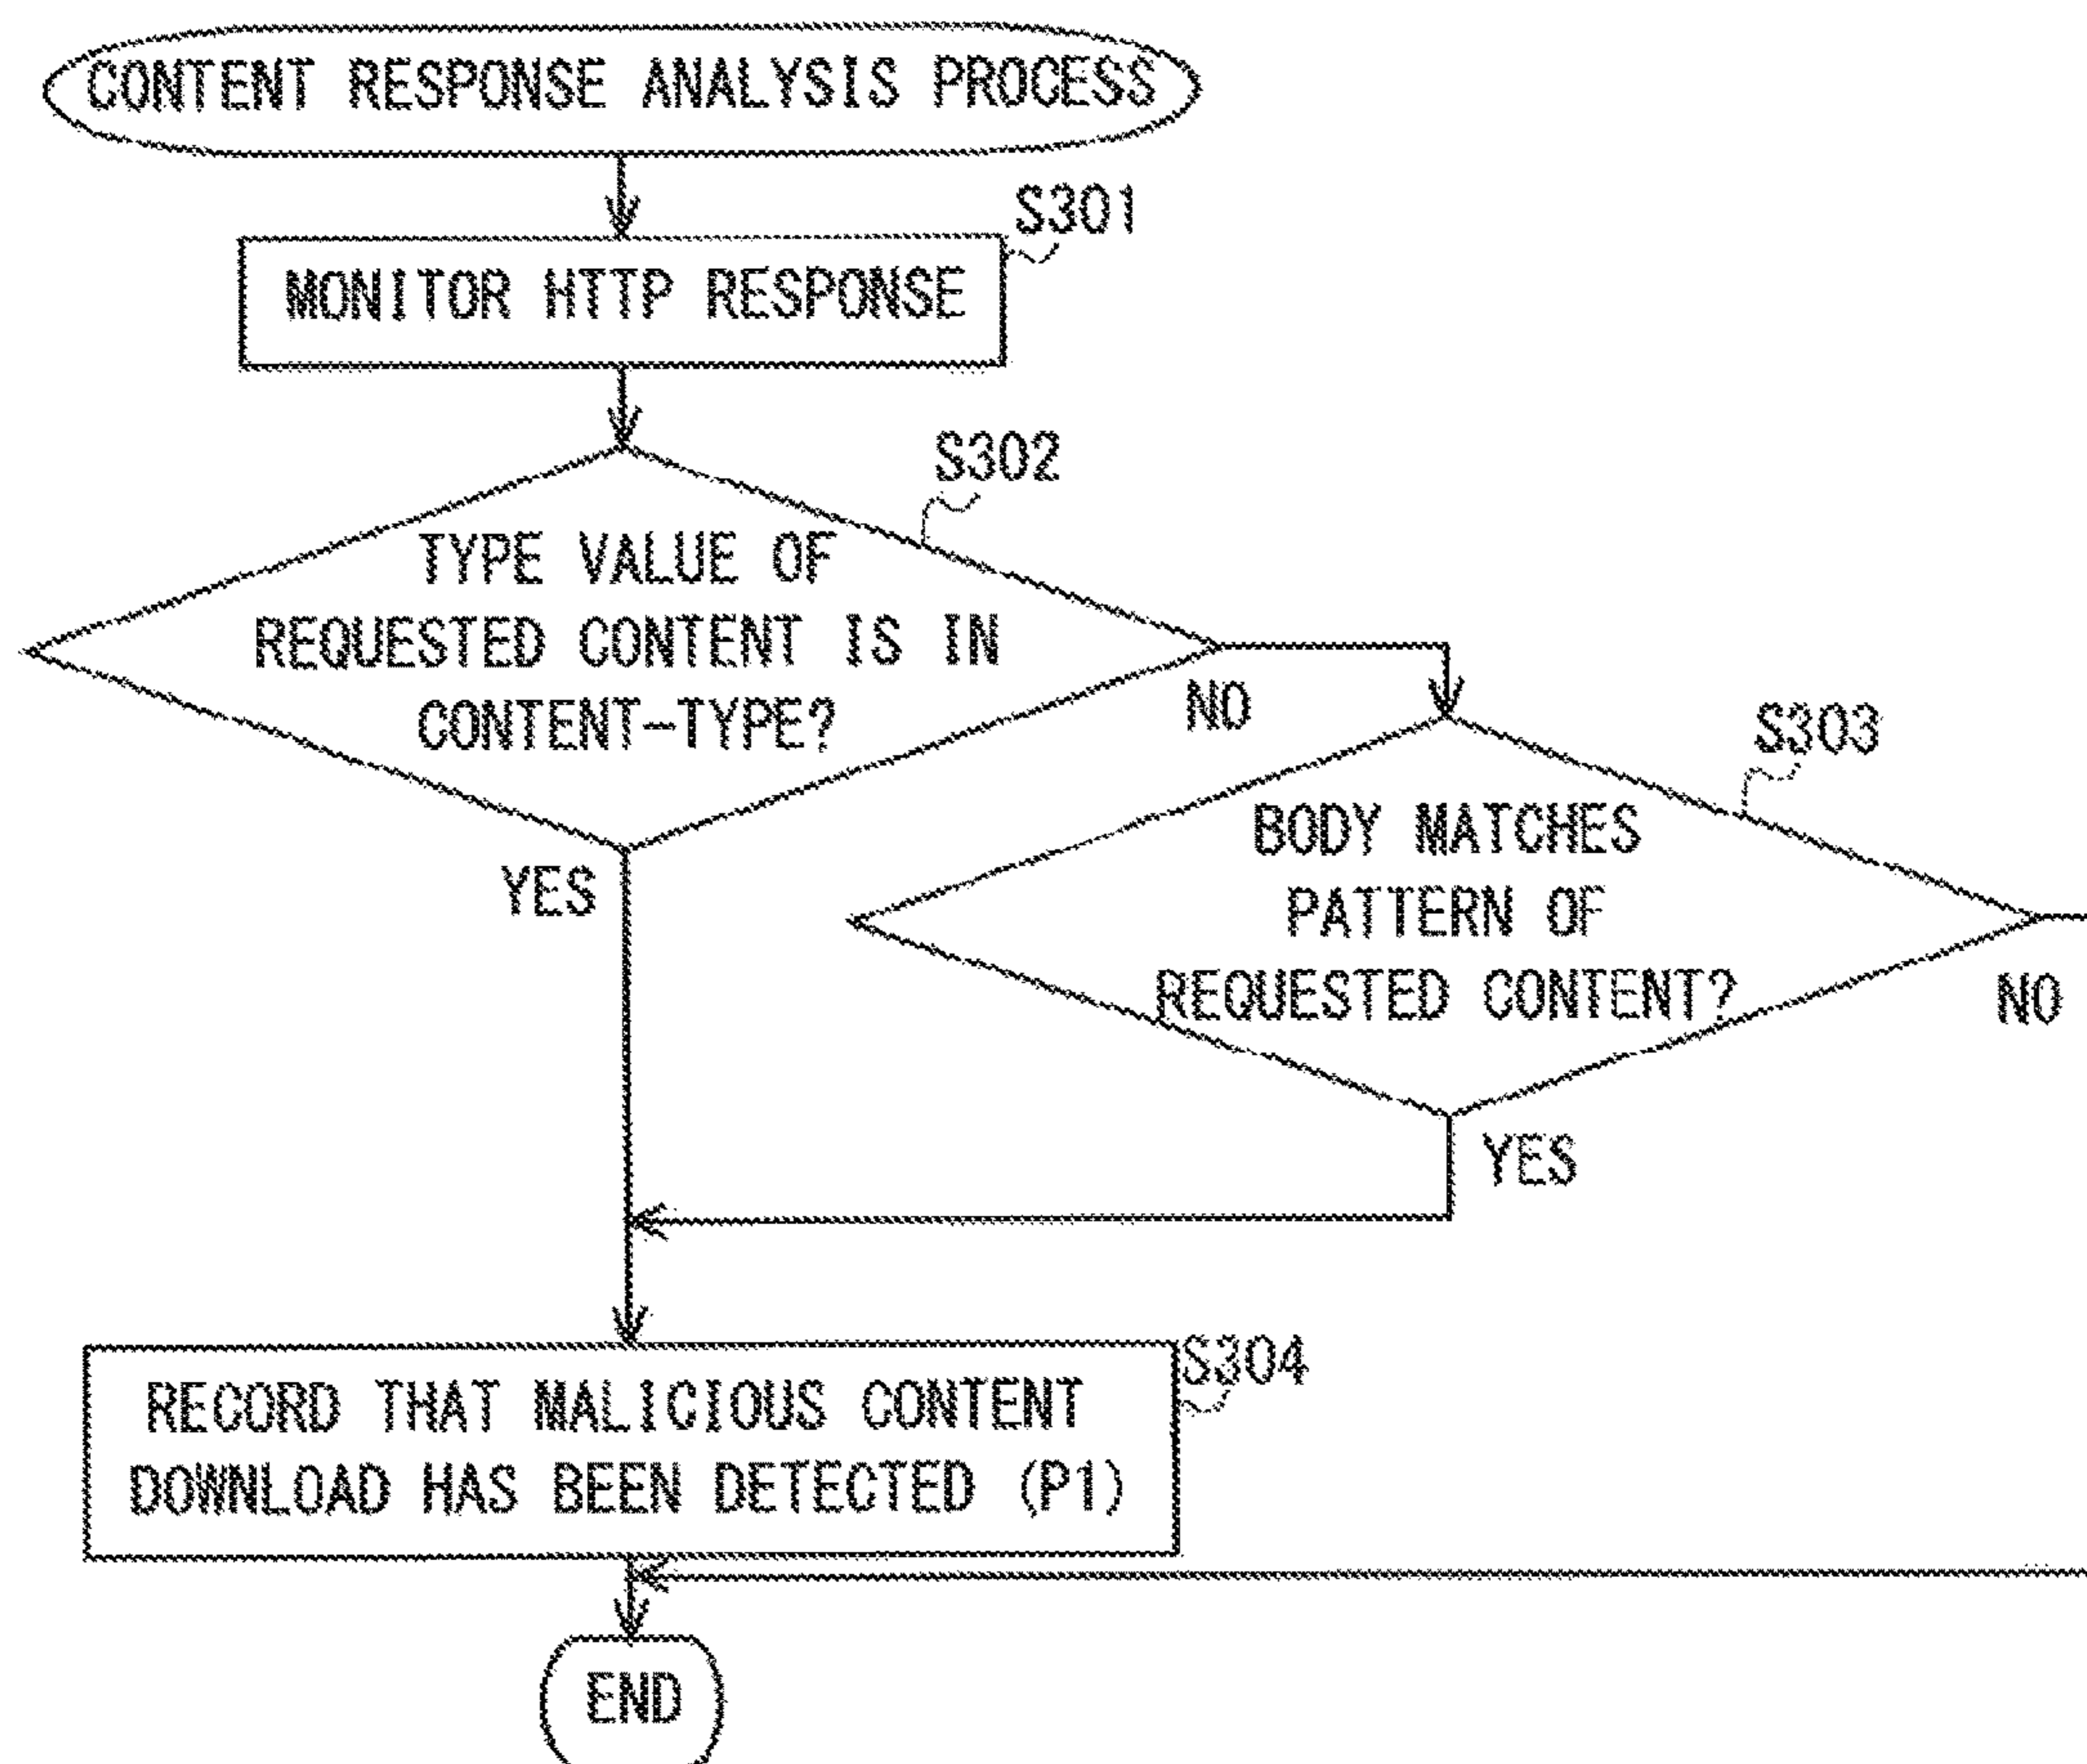 CONTENT RESPONSE ANALYSIS PROCESS
S301
MONITOR HTTP RESPONSE
S302
TYPE VALUE OF
REQUESTED CONTENT IS IN
CONTENT-TYPE?
NO
YES
S303
BODY MATCHES
PATTERN OF
REQUESTED CONTENT?
NO
YES
S304
RECORD THAT MALICIOUS CONTENT
DOWNLOAD HAS BEEN DETECTED (P1)
END